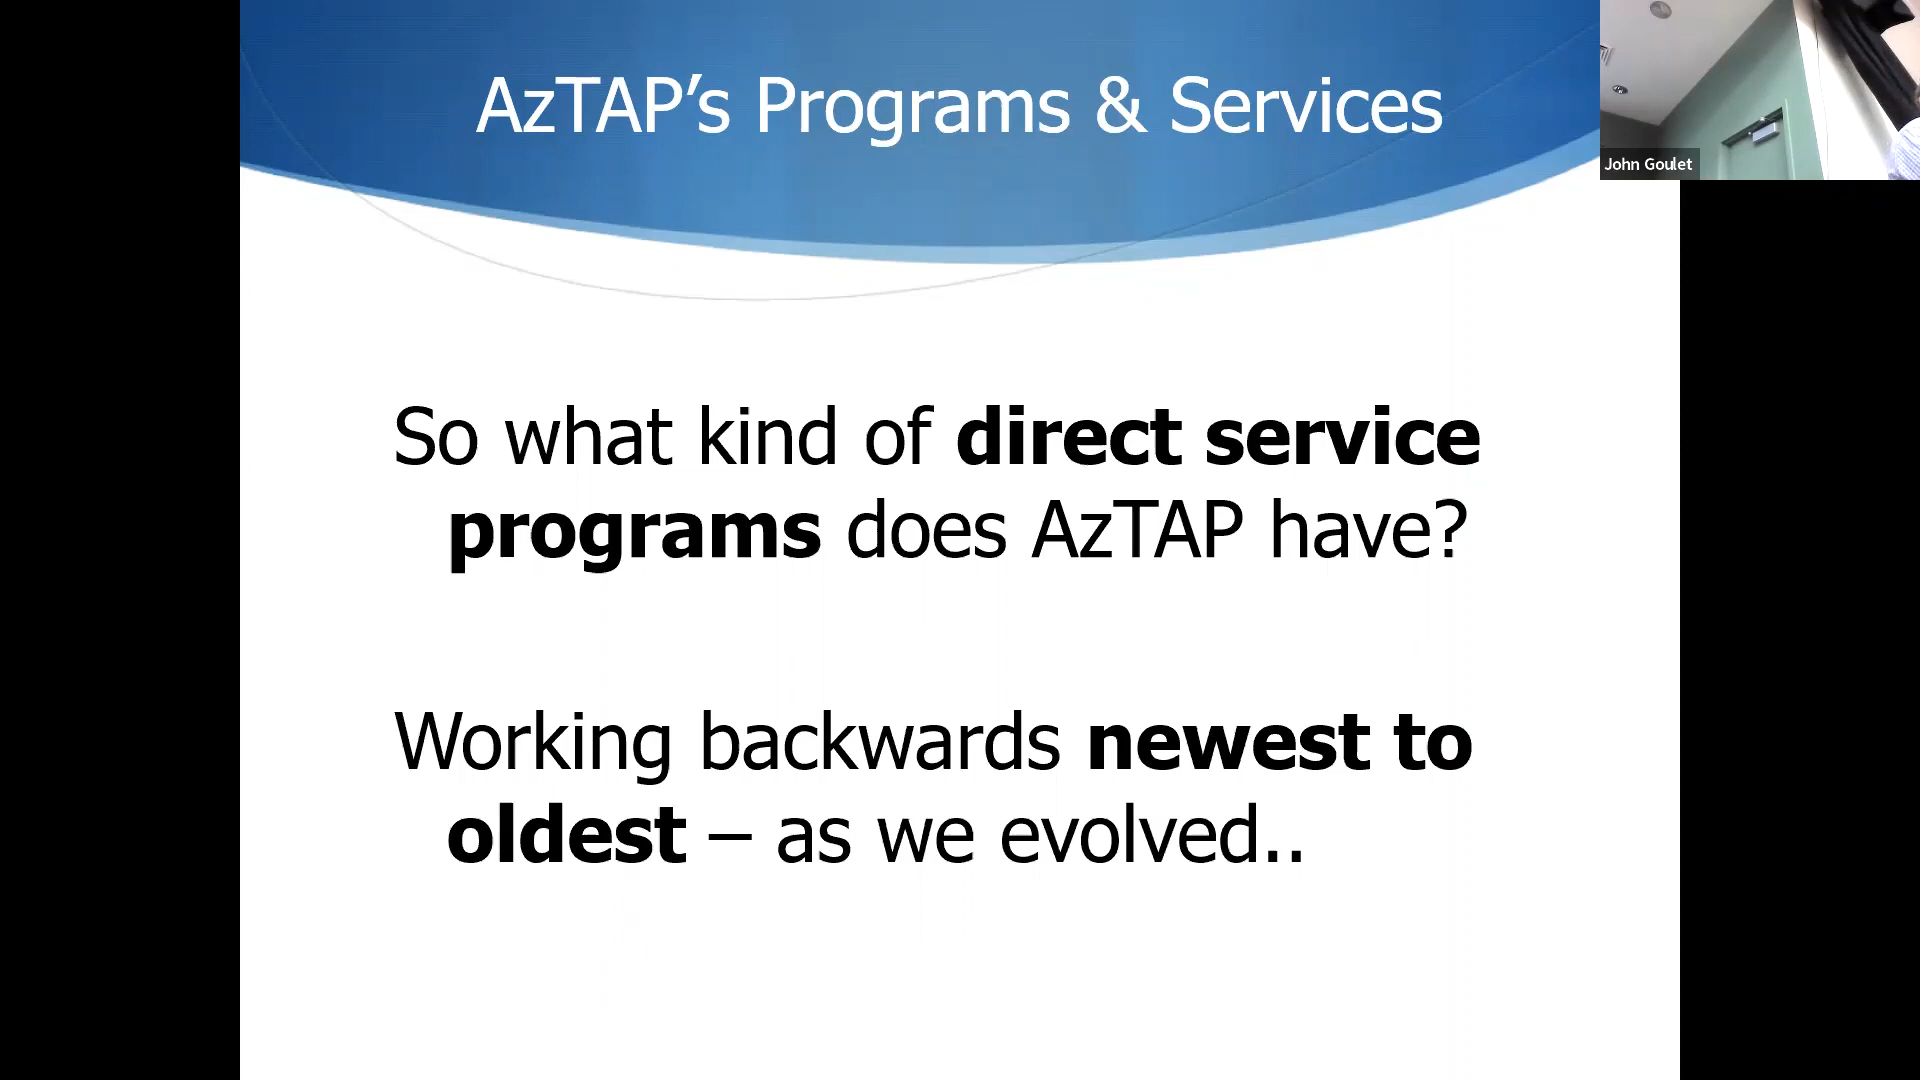 AzTAP’s Programs & Services
John Goulet
So what kind of direct service
programs does AzTAP have?
Working backwards newest to
oldest – as we evolved..